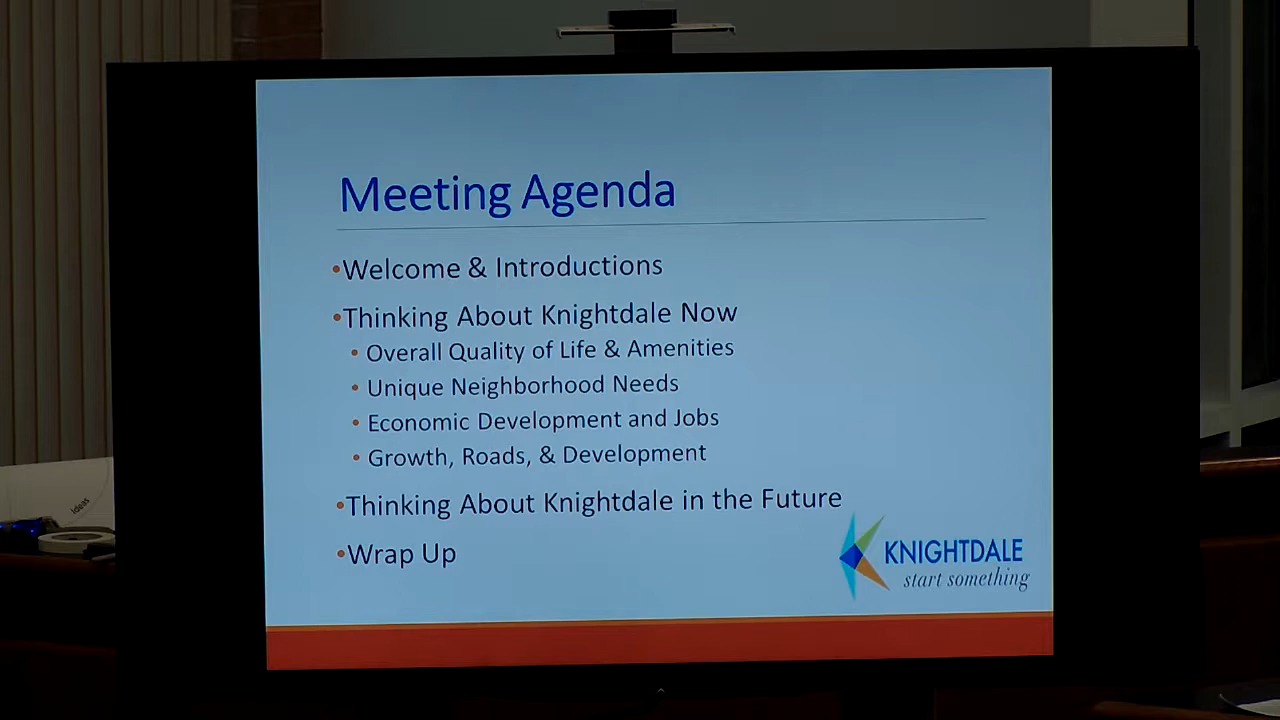 Meeting Agenda
•Welcome & Introductions
•Thinking About Knightdale Now
• Overall Quality of Life & Amenities
• Unique Neighborhood Needs
• Economic Development and Jobs
• Growth, Roads, & Development
•Thinking About Knightdale in the Future
•Wrap Up
KNIGHTDALE
start something
Ideas